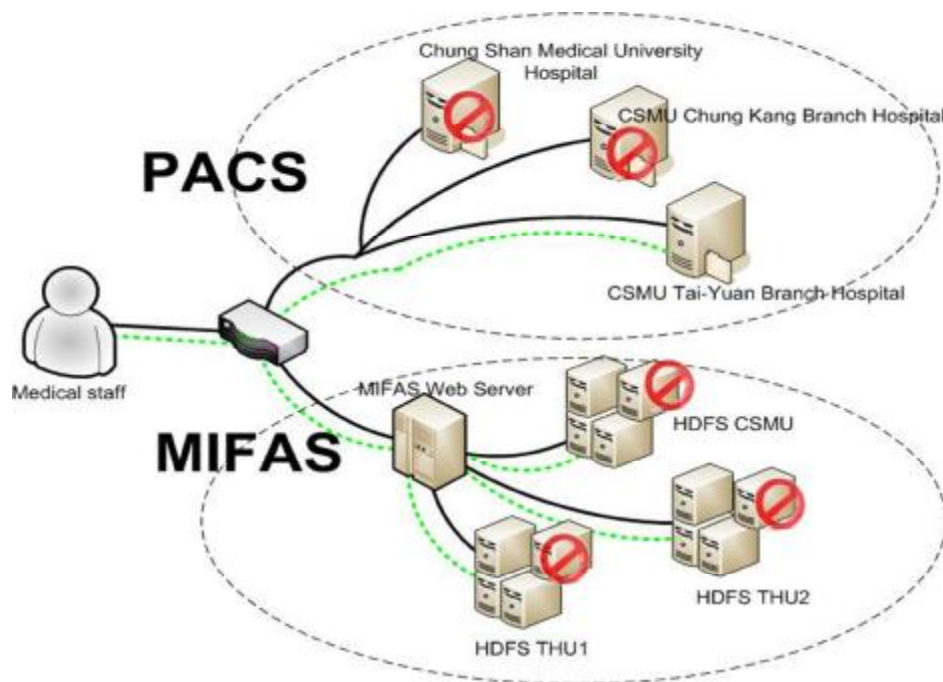 Chung Shan Medical University
Hospital
CSMU Chung Kang Branch Hospital
PACS
CSMU Tai-Yuan Branch Hospital
Medical staff
MIFAS Web Server
HDFS CSMU
MIFAS
HDFS THU2
HDFS THU1